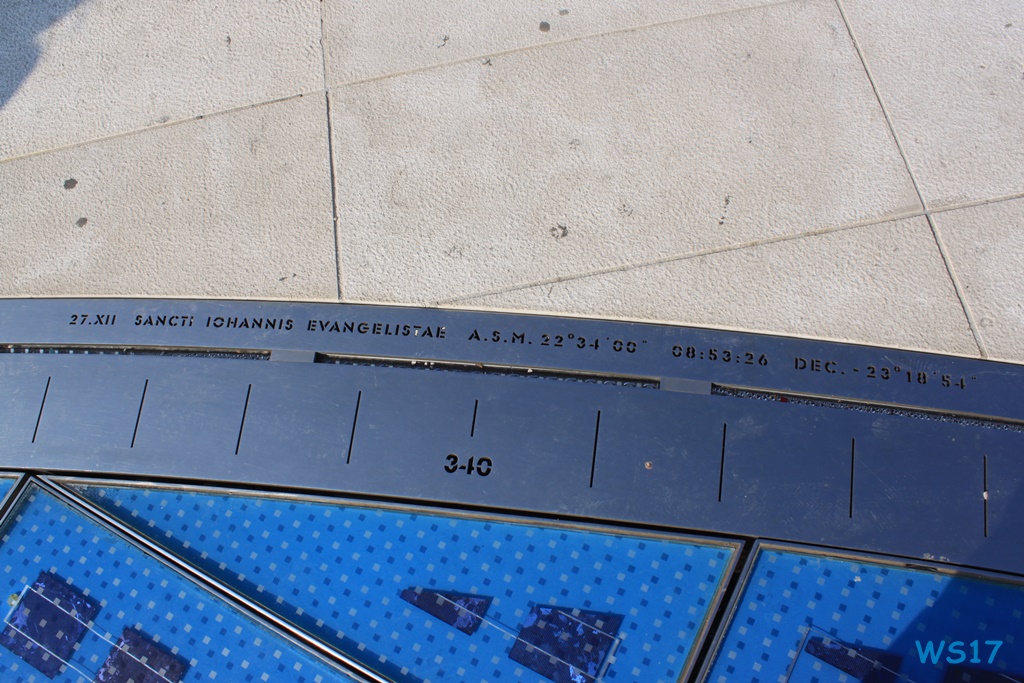 27.XII SANCTI IOHANNIS EVANGELISTAE A.S.M. 22°34'00" 08:53:26 DEC. -23°18'54"
340
WS17